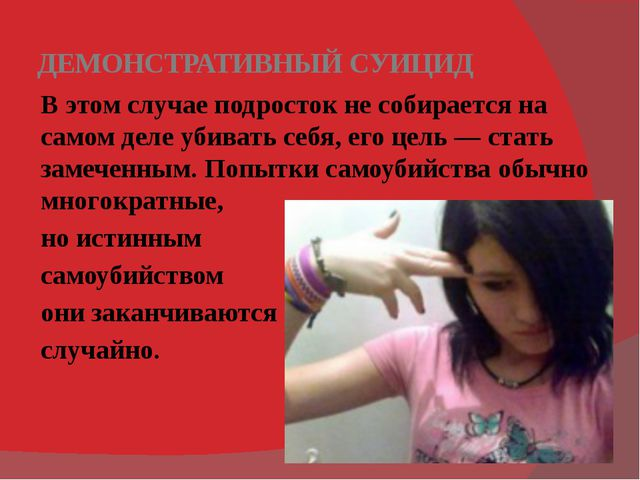 ДЕМОНСТРАТИВНЫЙ СУИЦИД
В этом случае подросток не собирается на
самом деле убивать себя, его цель — стать
замеченным. Попытки самоубийства обычно
многократные,
но истинным
самоубийством
они заканчиваются
случайно.